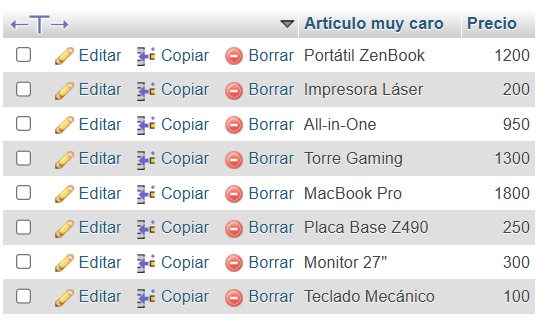 Artículo muy caro Precio
Editar Copiar Borrar Portátil ZenBook 1200
Editar Copiar Borrar Impresora Láser 200
Editar Copiar Borrar All-in-One 950
Editar Copiar Borrar Torre Gaming 1300
Editar Copiar Borrar MacBook Pro 1800
Editar Copiar Borrar Placa Base Z490 250
Editar Copiar Borrar Monitor 27" 300
Editar Copiar Borrar Teclado Mecánico 100